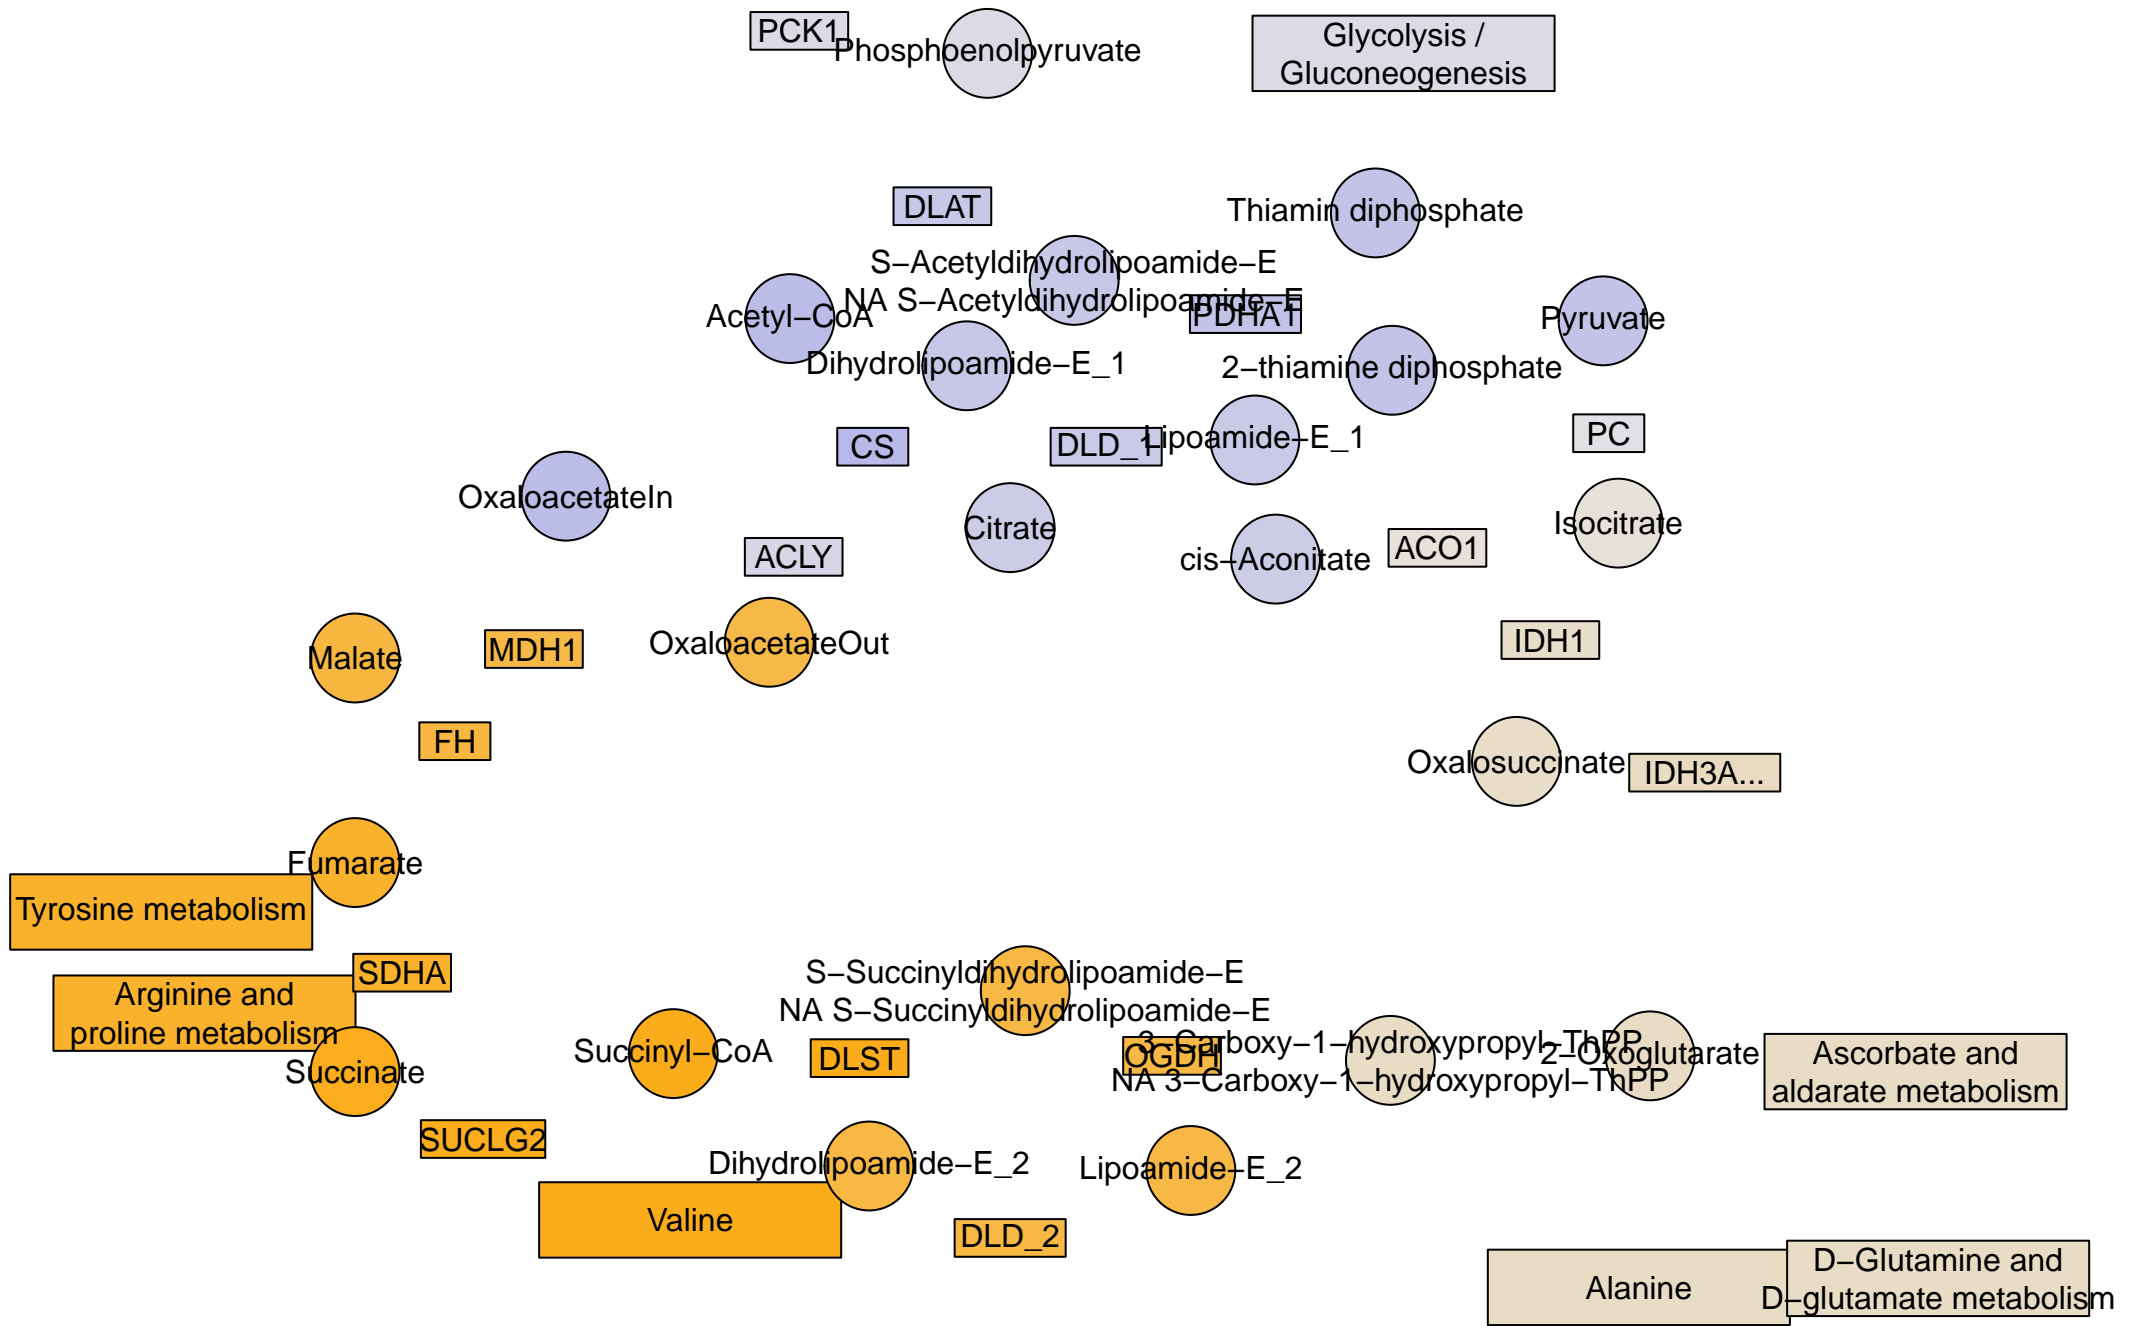 PCK1
Phosphoenolpyruvate
Glycolysis /
Gluconeogenesis
DLAT
Thiamin diphosphate
S−Acetyldihydrolipoamide−E
NA S−Acetyldihydrolipoamide−E
Acetyl−CoA
PDHA1
Pyruvate
Dihydrolipoamide−E_1
2−thiamine diphosphate
CS
DLD_1
Lipoamide−E_1
PC
OxaloacetateIn
Citrate
Isocitrate
ACLY
cis−Aconitate
ACO1
Malate
MDH1
OxaloacetateOut
IDH1
FH
Oxalosuccinate
IDH3A...
Fumarate
Tyrosine metabolism
SDHA
Arginine and
proline metabolism
S−Succinyldihydrolipoamide−E
NA S−Succinyldihydrolipoamide−E
Succinate
Succinyl−CoA
DLST
OGDH
3−Carboxy−1−hydroxypropyl−ThPP
NA 3−Carboxy−1−hydroxypropyl−ThPP
2−Oxoglutarate
Ascorbate and
aldarate metabolism
SUCLG2
Dihydrolipoamide−E_2
Lipoamide−E_2
Valine
DLD_2
Alanine
D−Glutamine and
D−glutamate metabolism